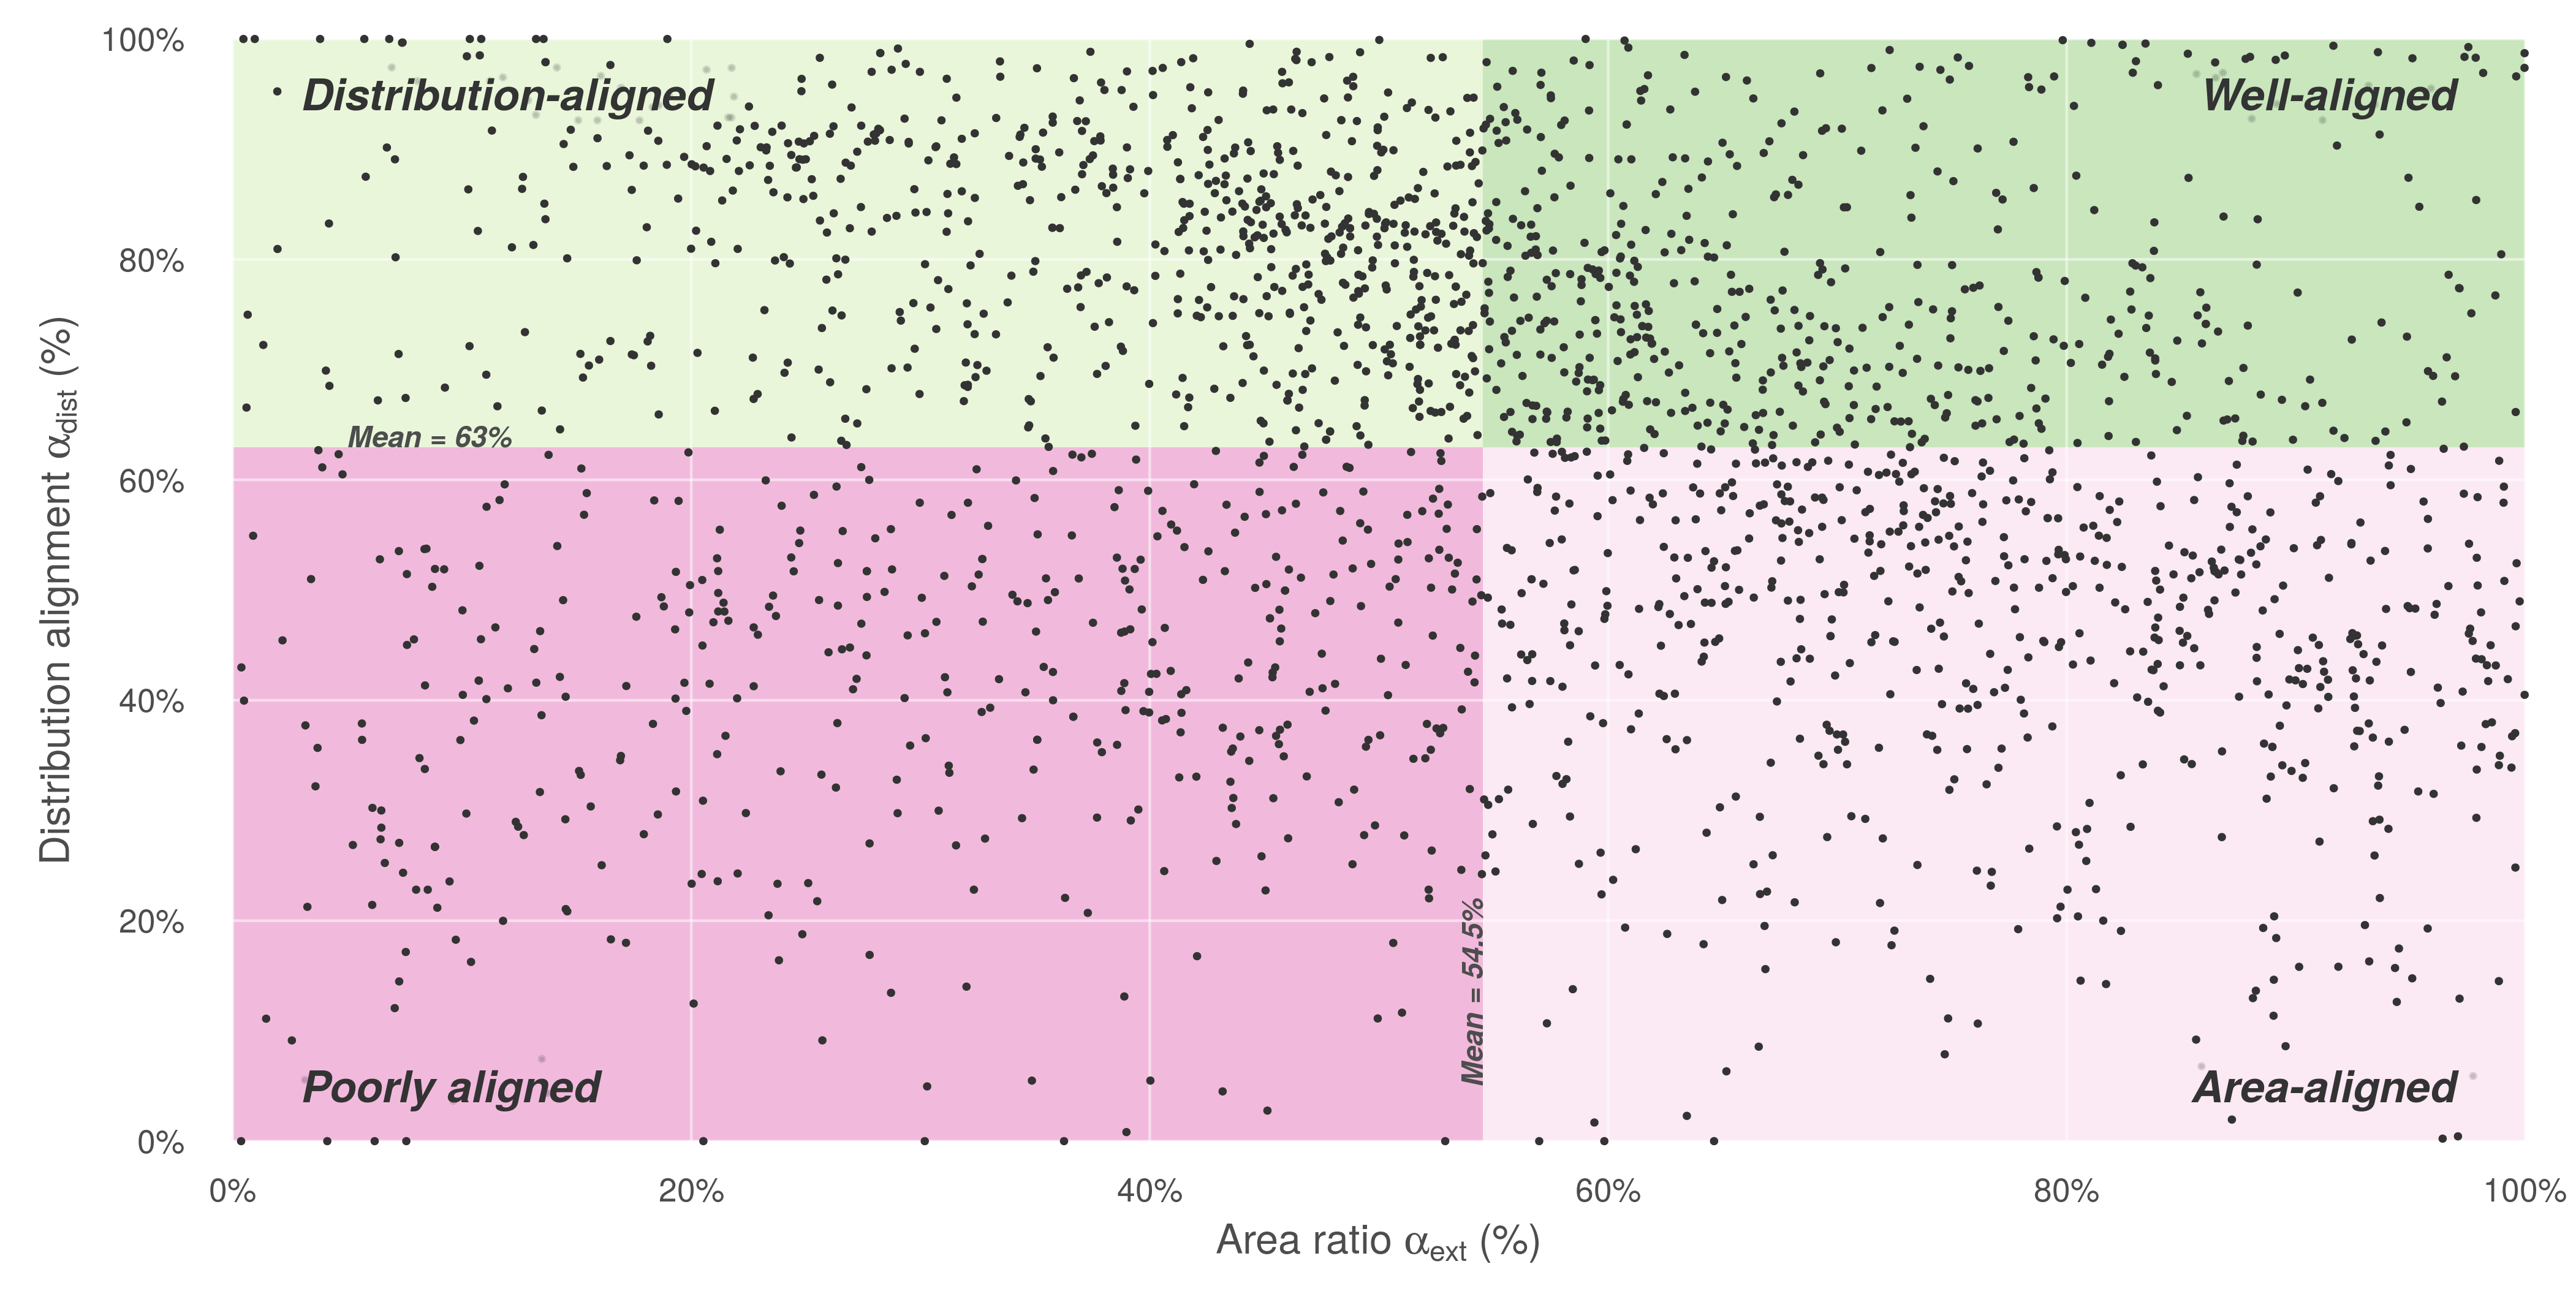 100%
80%
60%
40%
20%
0%
Distribution alignment αdist (%)
Distribution-aligned
Well-aligned
Mean = 63%
Mean = 54.5%
Poorly aligned
Area-aligned
0%
20%
40%
60%
80%
100%
Area ratio αext (%)